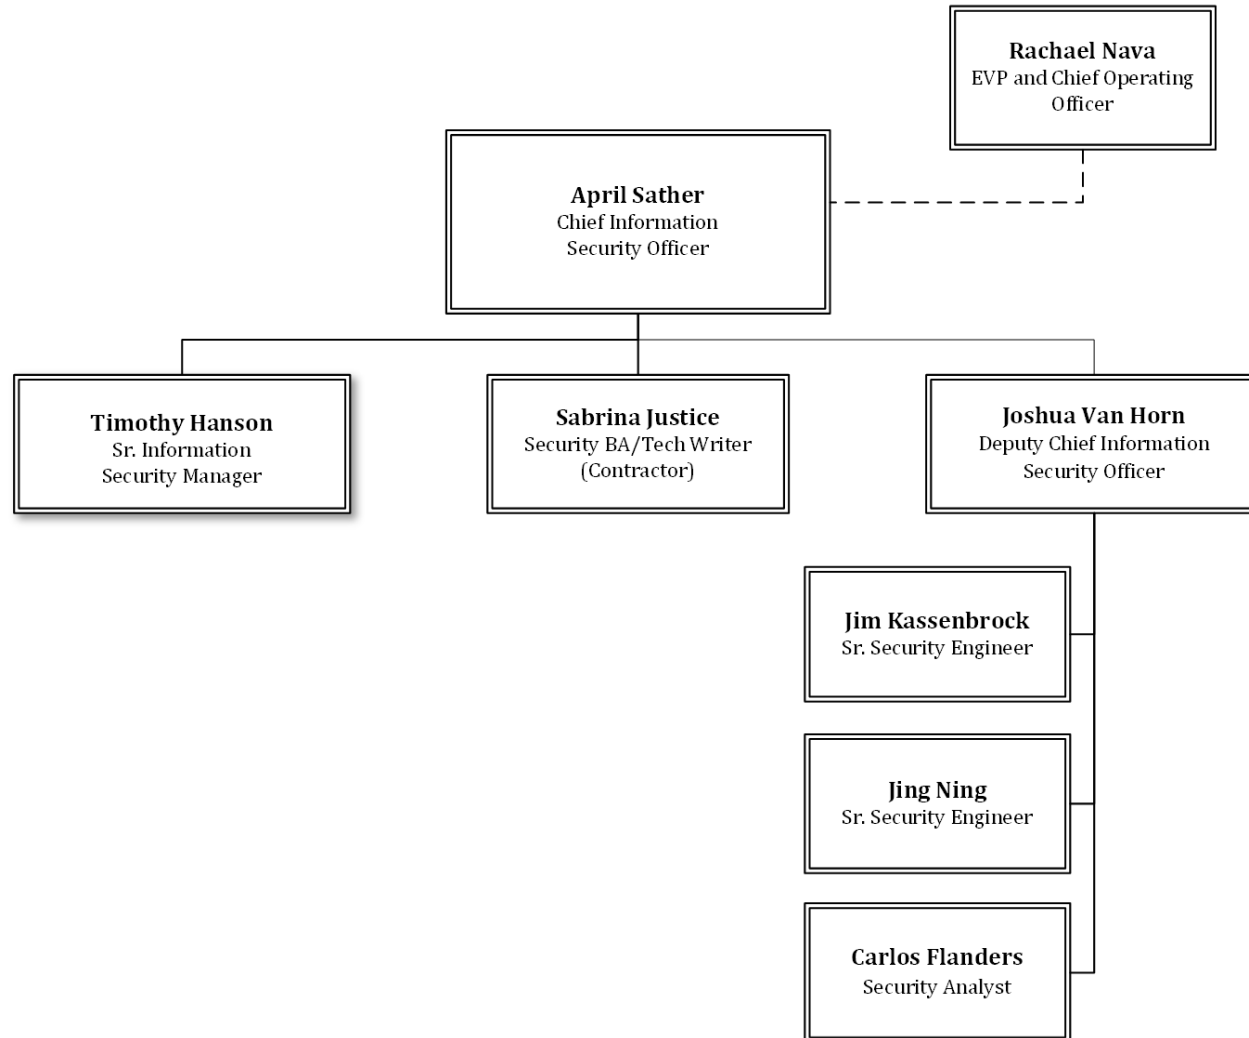 Rachael Nava
EVP and Chief Operating
Officer
April Sather
Chief Information
Security Officer
Timothy Hanson
Sr. Information
Security Manager
Sabrina Justice
Security BA/Tech Writer
(Contractor)
Joshua Van Horn
Deputy Chief Information
Security Officer
Jim Kassenbrock
Sr. Security Engineer
Jing Ning
Sr. Security Engineer
Carlos Flanders
Security Analyst